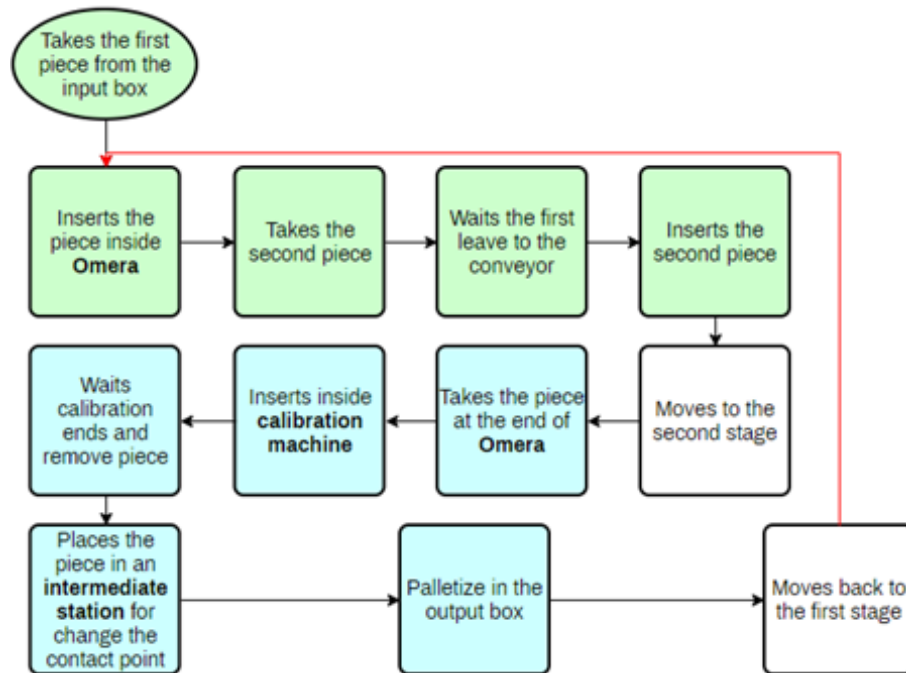 Takes the first
piece from the
input box
Inserts the
piece inside
Omera
Takes the
second piece
Waits the first
leave to the
conveyor
Inserts the
second piece
Moves to the
second stage
Takes the piece
at the end of
Omera
Inserts inside
calibration
machine
Waits
calibration
ends and
remove piece
Places the
piece in an
intermediate
station for
change the
contact point
Palletize in the
output box
Moves back to
the first stage